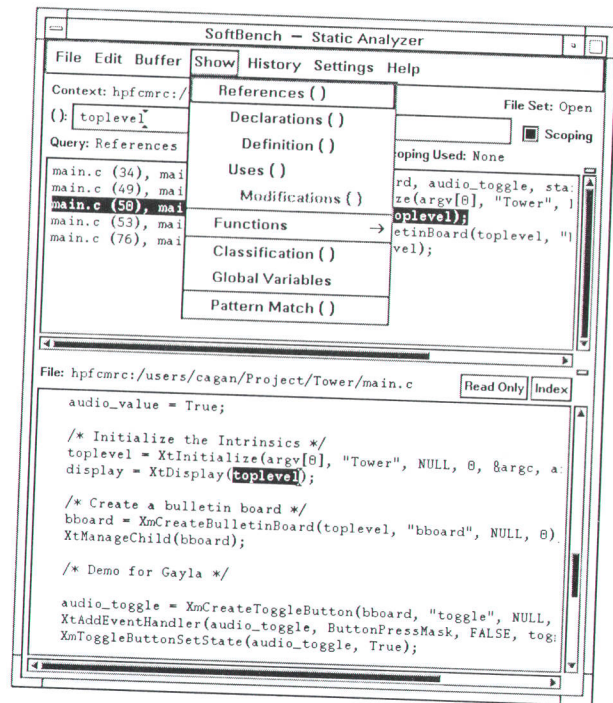 SoftBench — Static Analyzer
File Edit Buffer Show History Settings Help
Context: hpfcmrc:/
File Set: Open
(): toplevel
Scoping
Query: References
oping Used: None
References ( )
Declarations ( )
Definition ( )
Uses ( )
Modifications ( )
Functions →
Classification ( )
Global Variables
Pattern Match ( )
main.c (34), mai rd, audio_toggle, sta
main.c (49), mai ze(argv[0], "Tower",
main.c (50), mai oplevel);
main.c (53), mai etinBoard(toplevel, "
main.c (76), mai vel);
File: hpfcmrc:/users/cagan/Project/Tower/main.c Read Only Index
audio_value = True;
/* Initialize the Intrinsics */
toplevel = XtInitialize(argv[0], "Tower", NULL, 0, &argc, a
display = XtDisplay(toplevel);
/* Create a bulletin board */
bboard = XmCreateBulletinBoard(toplevel, "bboard", NULL, 0)
XtManageChild(bboard);
/* Demo for Gayla */
audio_toggle = XmCreateToggleButton(bboard, "toggle", NULL,
XtAddEventHandler(audio_toggle, ButtonPressMask, FALSE, tog
XmToggleButtonSetState(audio_toggle, True);